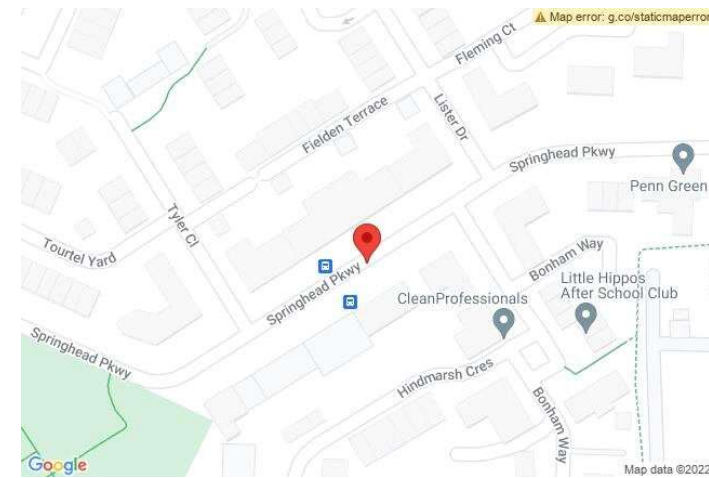 Map error: g.co/staticmaperror
Fleming Ct
Lister Dr
Fielden Terrace
Springhead Pkwy
Penn Green
Tyler Cl
Tourtel Yard
Bonham Way
Springhead Pkwy
Little Hippos
After School Club
CleanProfessionals
Springhead Pkwy
Hindmarsh Cres
Bonham Way
Google
Map data ©2022